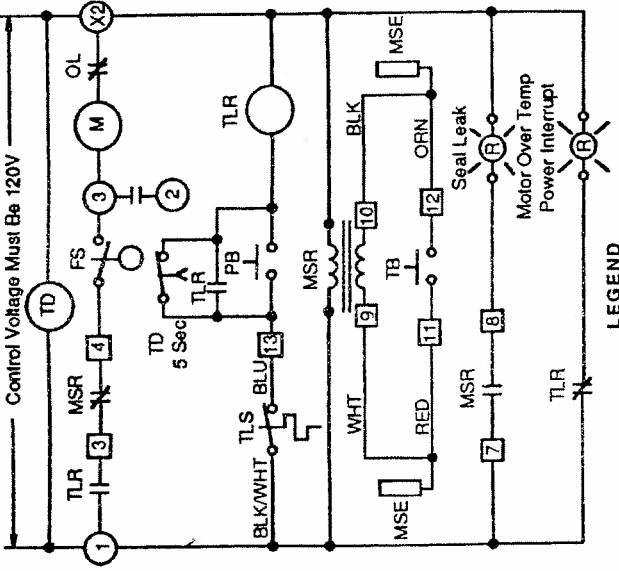 Control Voltage Must Be 120V
X2
OL
M
3
2
FS
4
MSR
3
TLR
1
TD
TLR
TD
5 Sec
TLR
PB
13
BLU
TLS
BLK/WHT
MSR
MSE
BLK
ORN
10
12
9
TB
11
WHT
RED
MSE
Seal Leak
R
8
MSR
7
Motor Over Temp
Power Interrupt
R
TLR
LEGEND